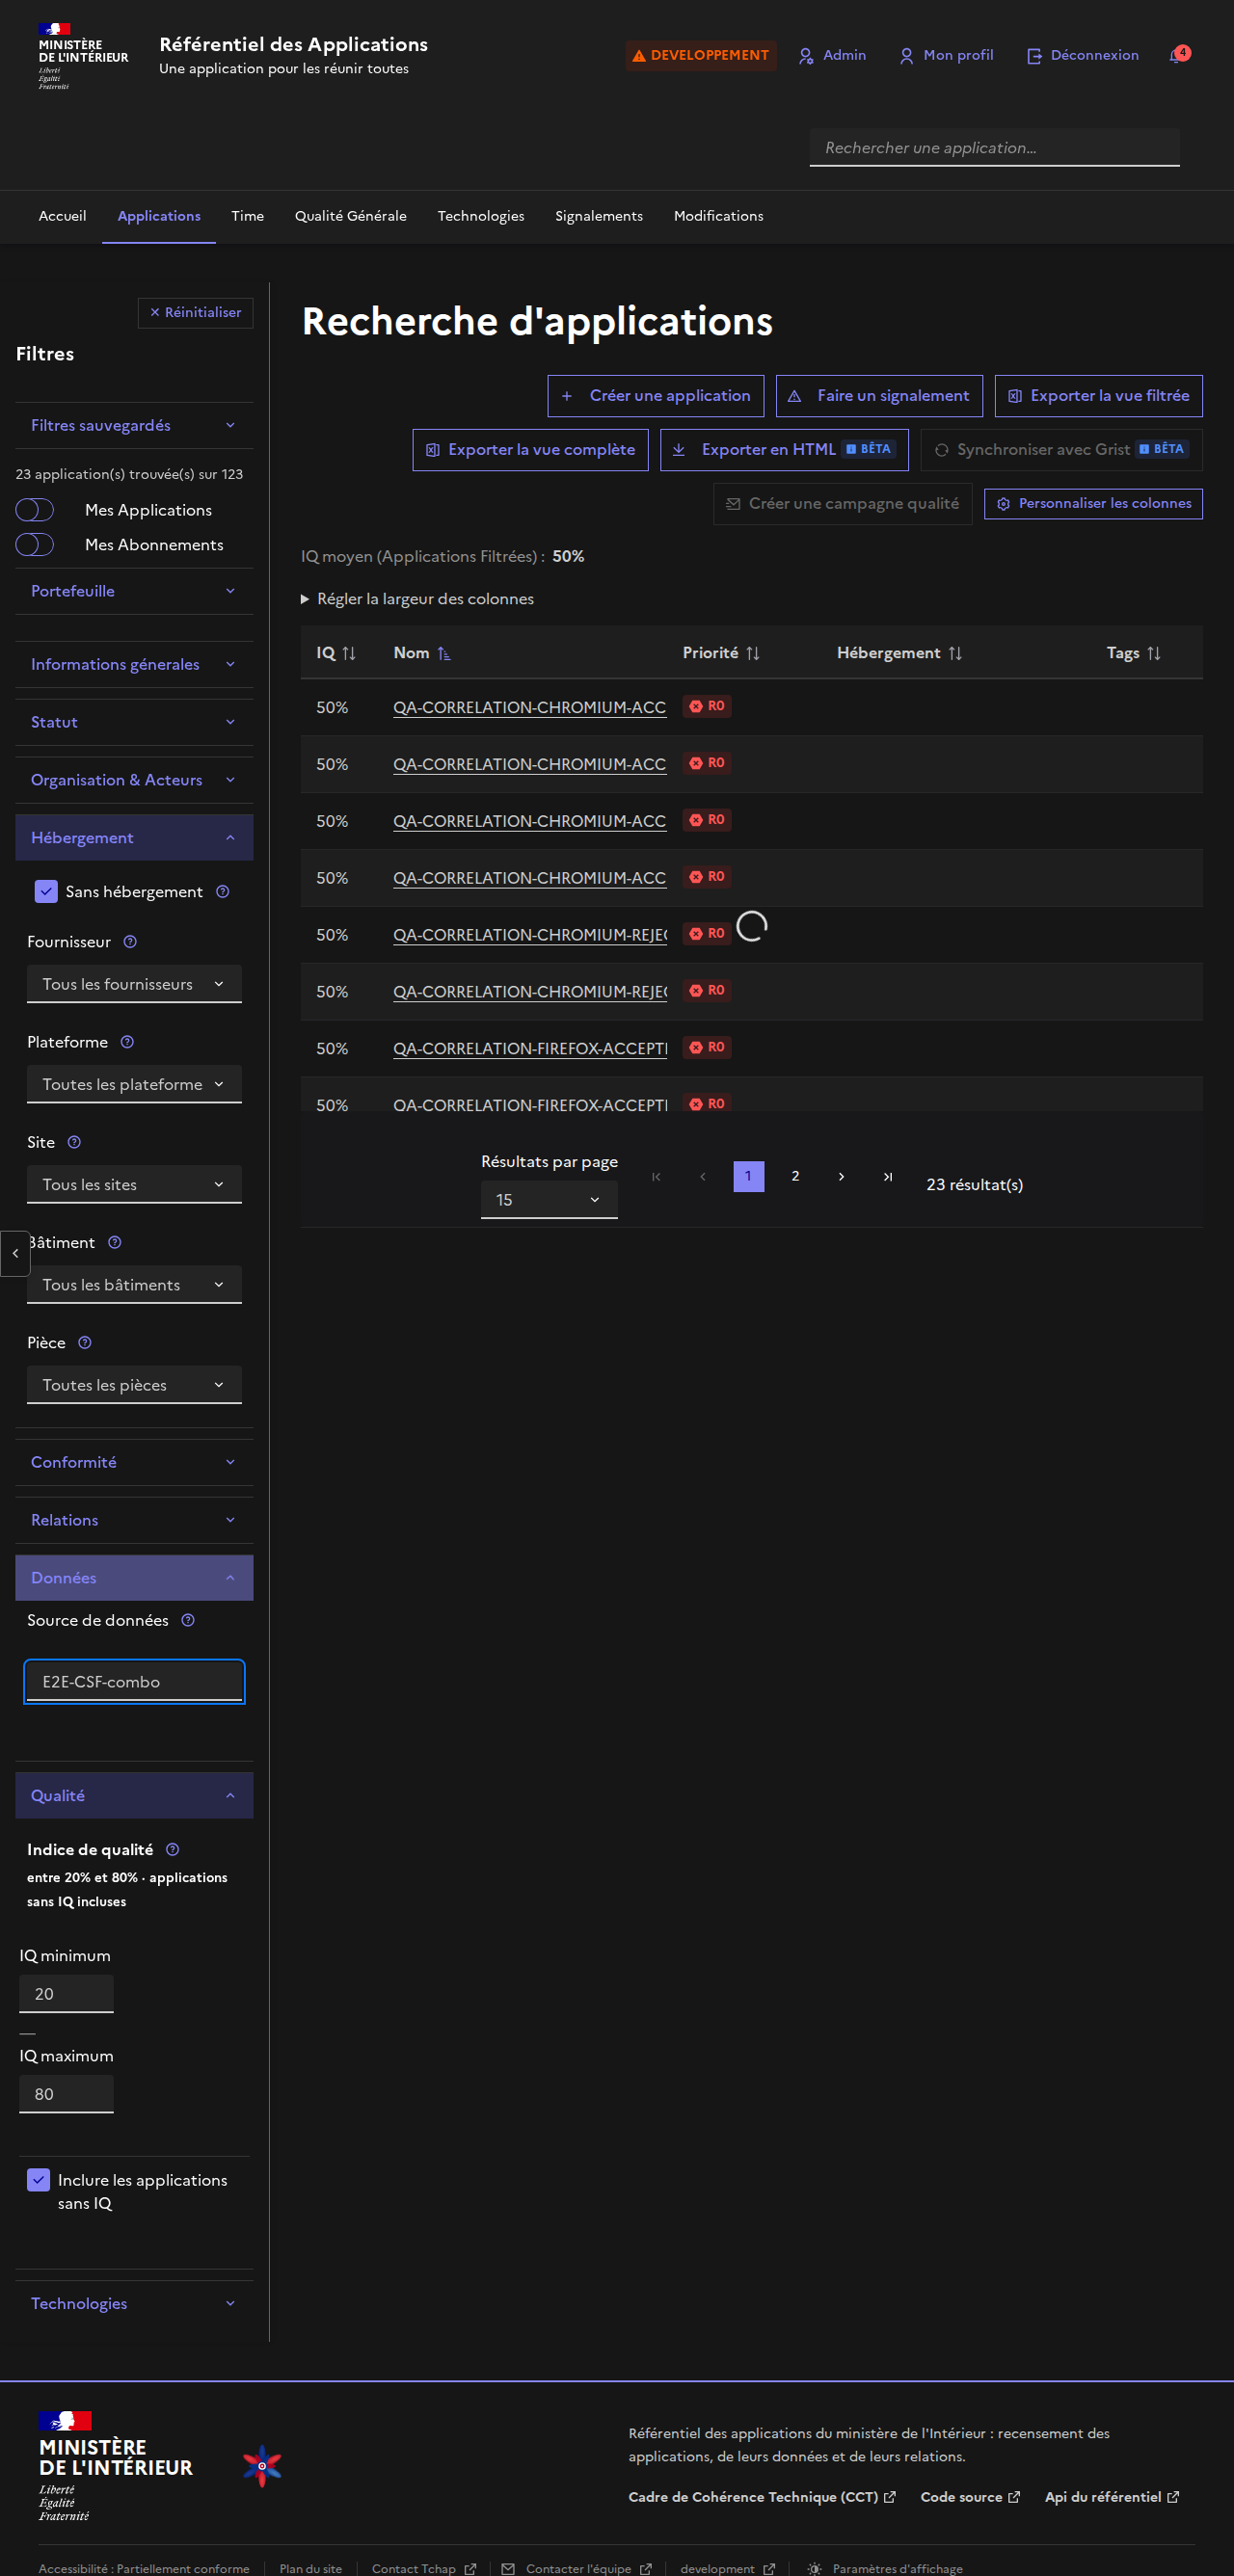 MINISTÈRE
DE L'INTÉRIEUR
Liberté
Égalité
Fraternité
Référentiel des Applications
Une application pour les réunir toutes
DEVELOPPEMENT
Admin
Mon profil
Déconnexion
4
Rechercher une application...
Accueil
Applications
Time
Qualité Générale
Technologies
Signalements
Modifications
✕ Réinitialiser
Filtres
Filtres sauvegardés
23 application(s) trouvée(s) sur 123
Mes Applications
Mes Abonnements
Portefeuille
Informations génerales
Statut
Organisation & Acteurs
Hébergement
Sans hébergement
Fournisseur
Tous les fournisseurs
Plateforme
Toutes les plateforme
Site
Tous les sites
Bâtiment
Tous les bâtiments
Pièce
Toutes les pièces
Conformité
Relations
Données
Source de données
E2E-CSF-combo
Qualité
Indice de qualité
entre 20% et 80% · applications
sans IQ incluses
IQ minimum
20
—
IQ maximum
80
Inclure les applications
sans IQ
Technologies
Recherche d'applications
Créer une application
Faire un signalement
Exporter la vue filtrée
Exporter la vue complète
Exporter en HTML BÊTA
Synchroniser avec Grist BÊTA
Créer une campagne qualité
Personnaliser les colonnes
IQ moyen (Applications Filtrées) : 50%
Régler la largeur des colonnes
IQ Nom Priorité Hébergement Tags
50% QA-CORRELATION-CHROMIUM-ACC R0
50% QA-CORRELATION-CHROMIUM-ACC R0
50% QA-CORRELATION-CHROMIUM-ACC R0
50% QA-CORRELATION-CHROMIUM-ACC R0
50% QA-CORRELATION-CHROMIUM-REJEC R0
50% QA-CORRELATION-CHROMIUM-REJEC R0
50% QA-CORRELATION-FIREFOX-ACCEPTE R0
50% QA-CORRELATION-FIREFOX-ACCEPTE R0
Résultats par page
15
1
2
23 résultat(s)
MINISTÈRE
DE L'INTÉRIEUR
Liberté
Égalité
Fraternité
Référentiel des applications du ministère de l'Intérieur : recensement des
applications, de leurs données et de leurs relations.
Cadre de Cohérence Technique (CCT)
Code source
Api du référentiel
Accessibilité : Partiellement conforme
Plan du site
Contact Tchap
Contacter l'équipe
development
Paramètres d'affichage